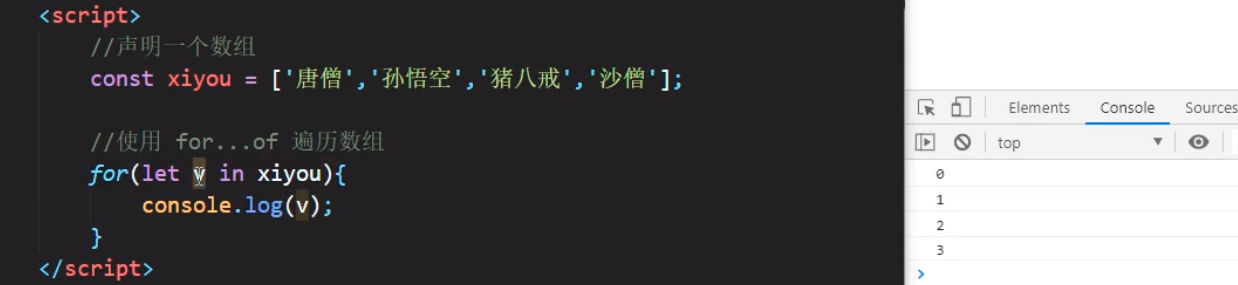 <script>
//声明一个数组
const xiyou = ['唐僧','孙悟空','猪八戒','沙僧'];
//使用 for...of 遍历数组
for(let v in xiyou){
console.log(v);
}
</script>
Elements Console Sources
top
0
1
2
3